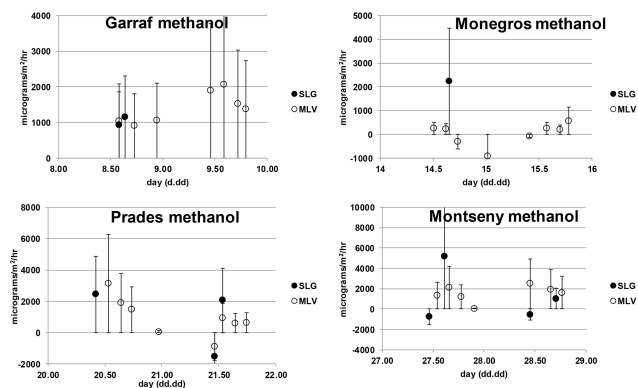 Garraf methanol
4000
3000
2000
1000
0
micrograms/m²/hr
8.00 8.50 9.00 9.50 10.00
day (d.dd)
SLG
MLV
Monegros methanol
5000
4000
3000
2000
1000
0
-1000
micrograms/m²/hr
14 14.5 15 15.5 16
day (d.dd)
SLG
MLV
Prades methanol
8000
6000
4000
2000
0
-2000
micrograms/m²/hr
20.00 20.50 21.00 21.50 22.00
day (d.dd)
SLG
MLV
Montseny methanol
10000
8000
6000
4000
2000
0
-2000
-4000
micrograms/m²/hr
27.00 27.50 28.00 28.50 29.00
day (d.dd)
SLG
MLV